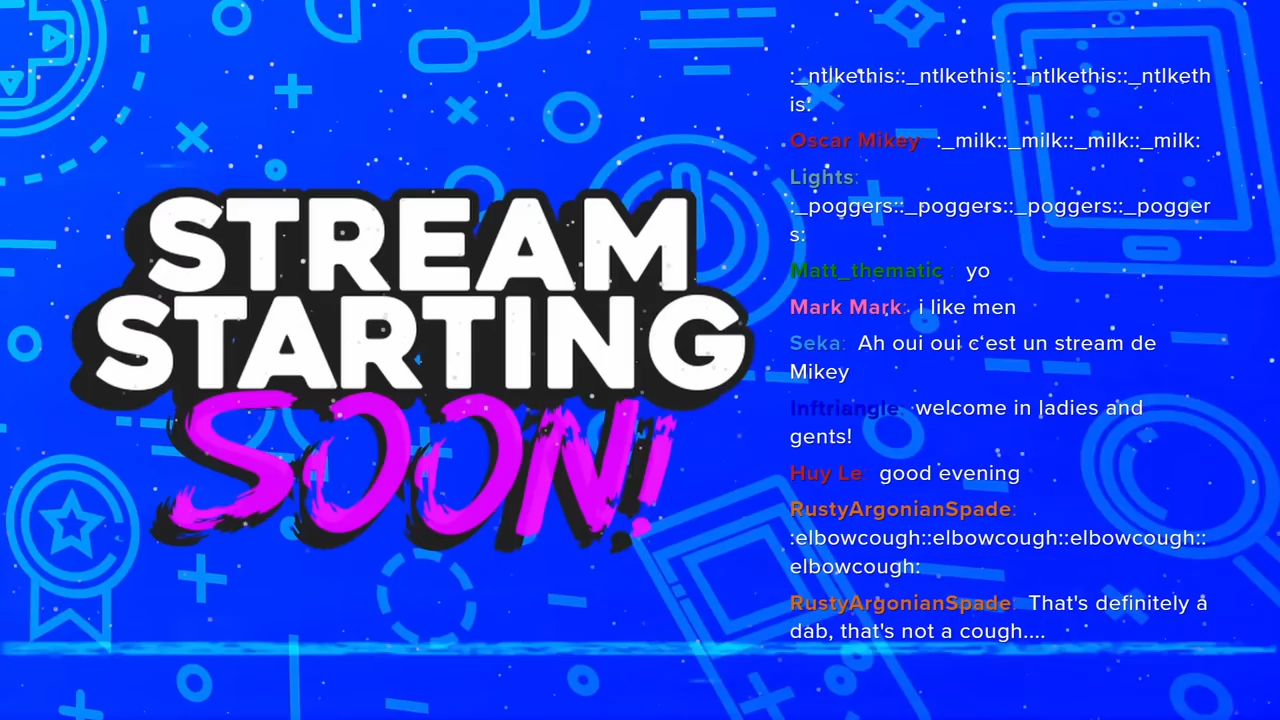 STREAM
STARTING
SOON!
:_ntlkethis::_ntlkethis::_ntlkethis::_ntlketh
is:
Oscar Mikey: :_milk::_milk::_milk::_milk:
Lights:
:_poggers::_poggers::_poggers::_pogger
s:
Matt_thematic : yo
Mark Mark: i like men
Seka: Ah oui oui c‘est un stream de
Mikey
Inftriangle: welcome in ladies and
gents!
Huy Le: good evening
RustyArgonianSpade:
:elbowcough::elbowcough::elbowcough::
elbowcough:
RustyArgonianSpade: That's definitely a
dab, that's not a cough....